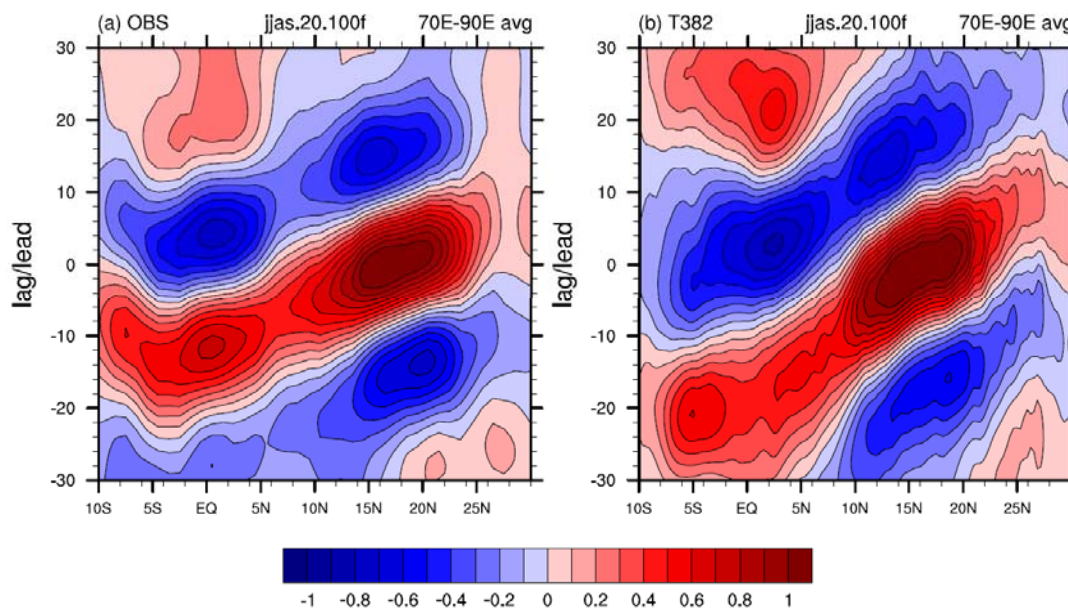 (a) OBS jjas.20.100f 70E-90E avg
(b) T382 jjas.20.100f 70E-90E avg
lag/lead
30
20
10
0
-10
-20
-30
10S 5S EQ 5N 10N 15N 20N 25N
lag/lead
30
20
10
0
-10
-20
-30
10S 5S EQ 5N 10N 15N 20N 25N
-1 -0.8 -0.6 -0.4 -0.2 0 0.2 0.4 0.6 0.8 1